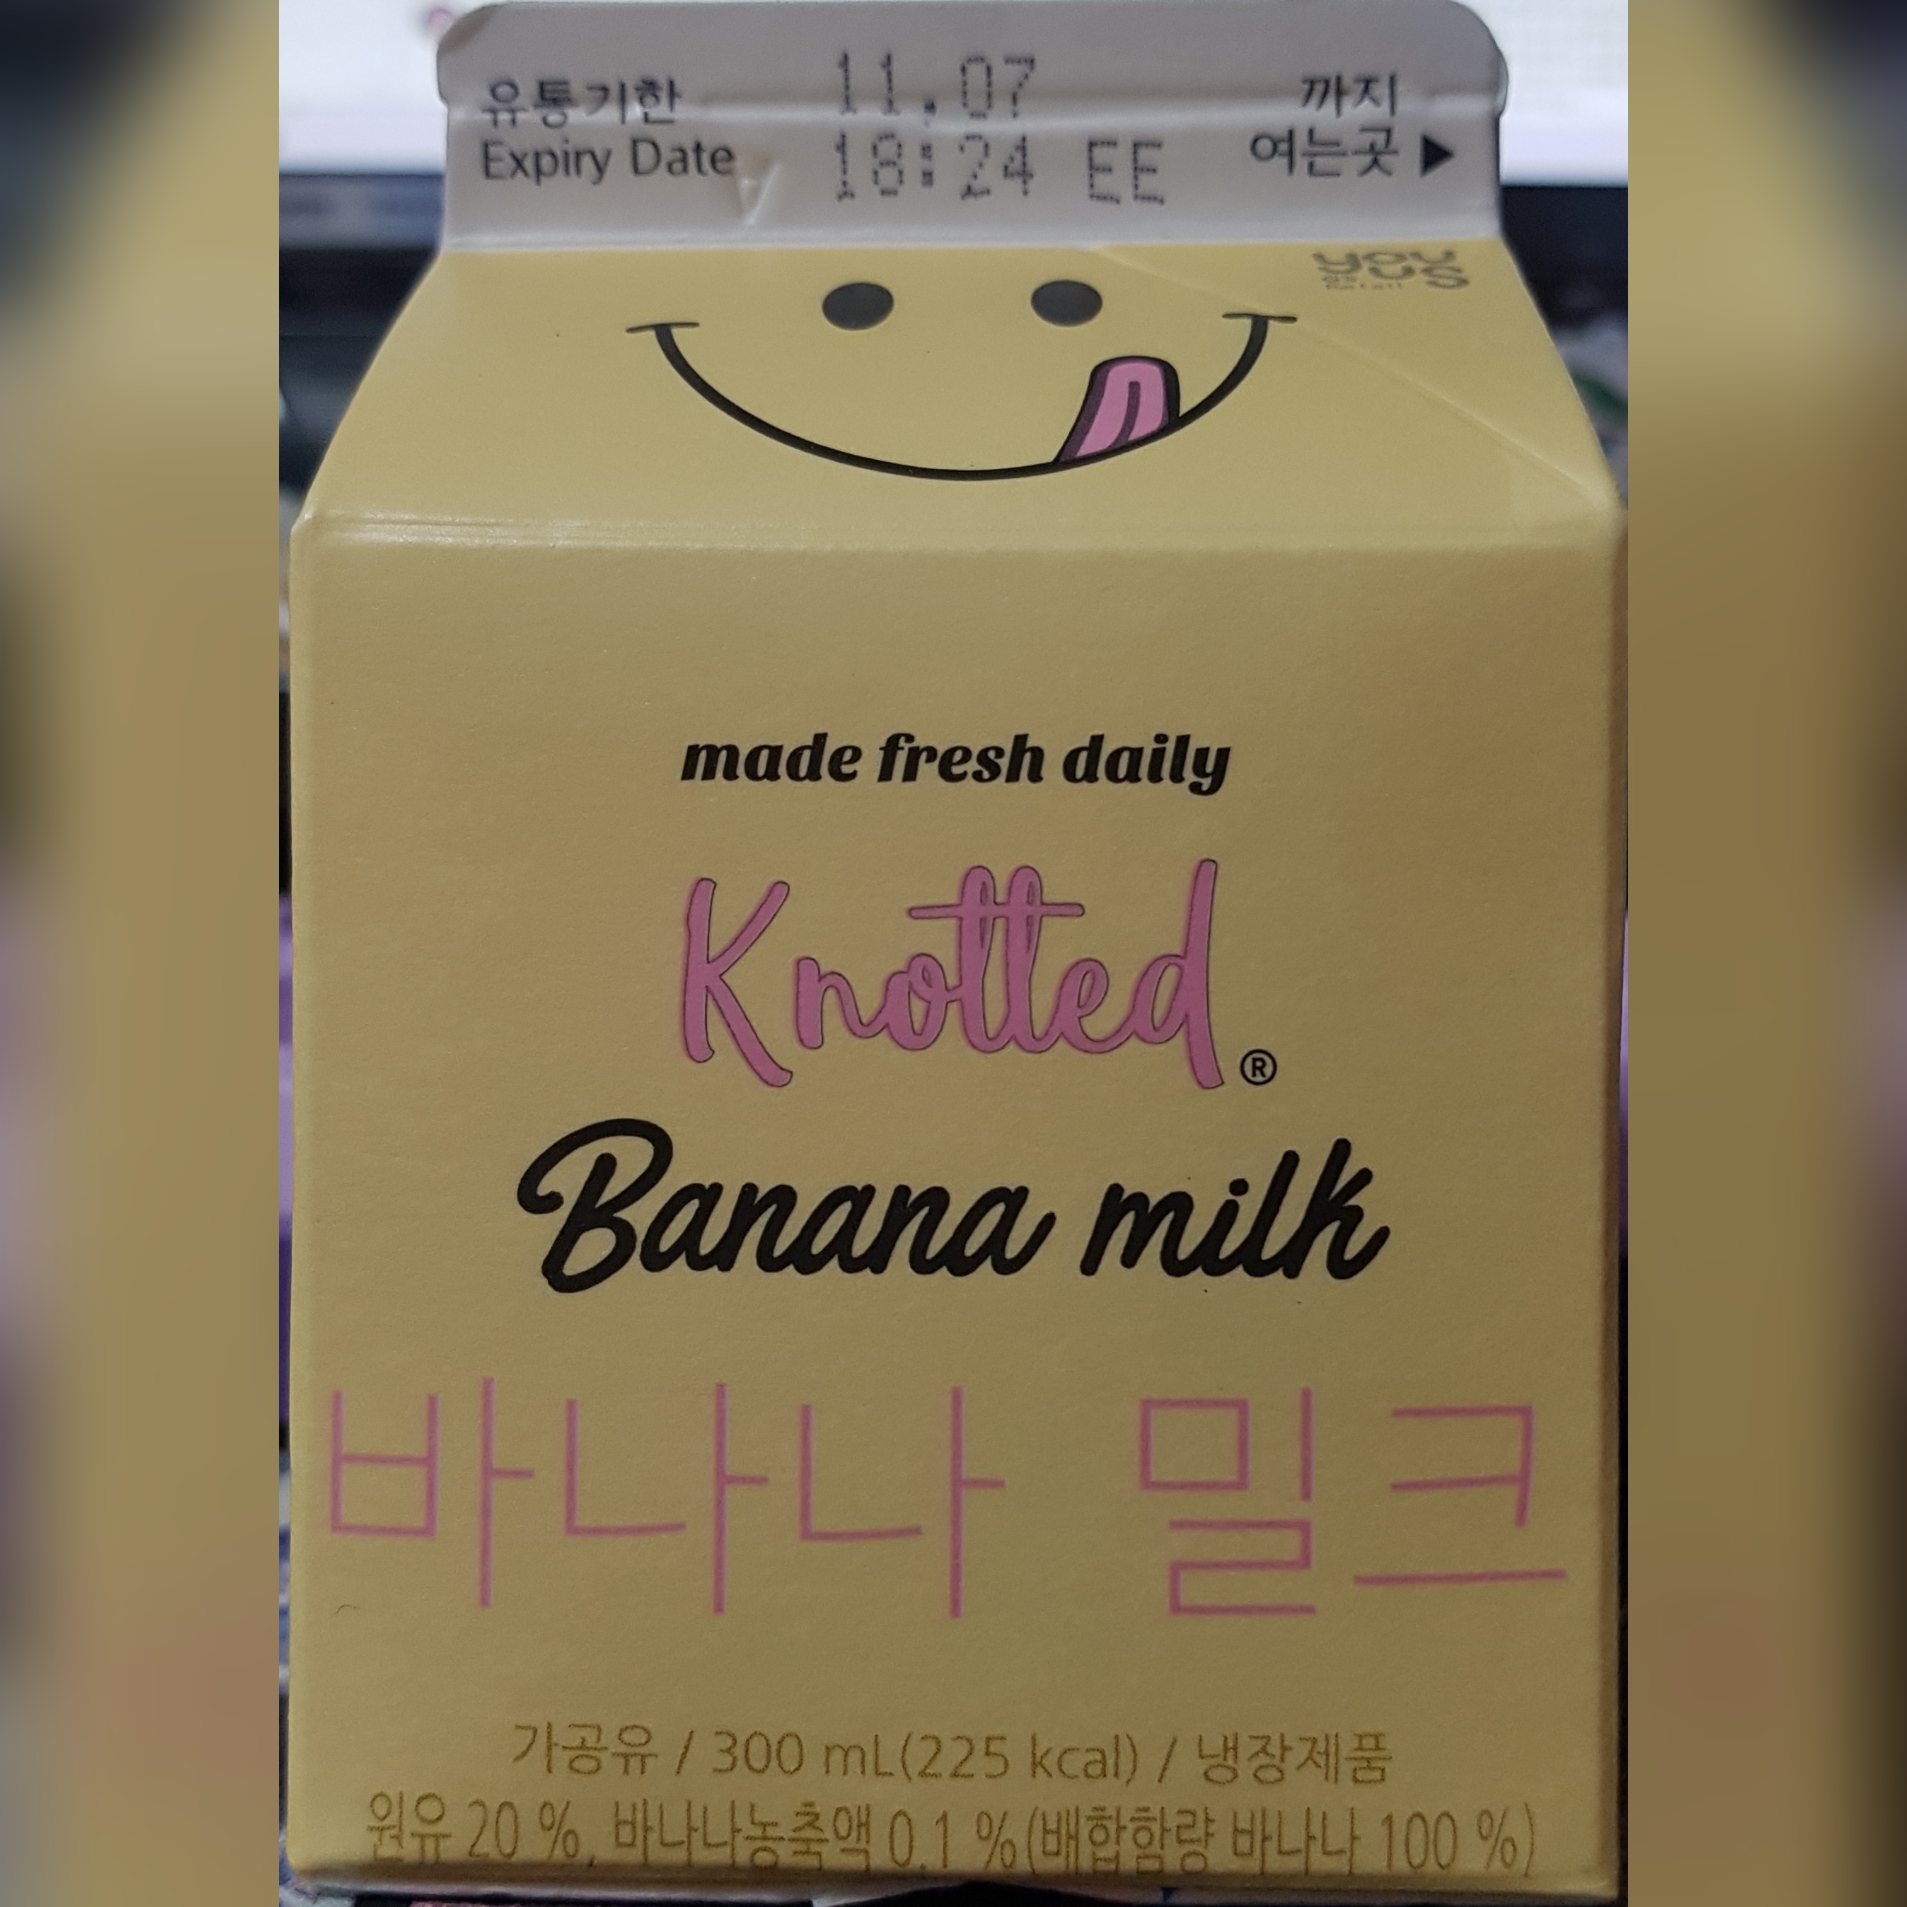 유통기한 11.07 까지
Expiry Date 18:24 EE 여는곳 ▶
you us
made fresh daily
Knotted ®
Banana milk
바나나 밀크
가공유 / 300 mL(225 kcal) / 냉장제품
원유 20 %, 바나나농축액 0.1 %(배합함량 바나나 100 %)